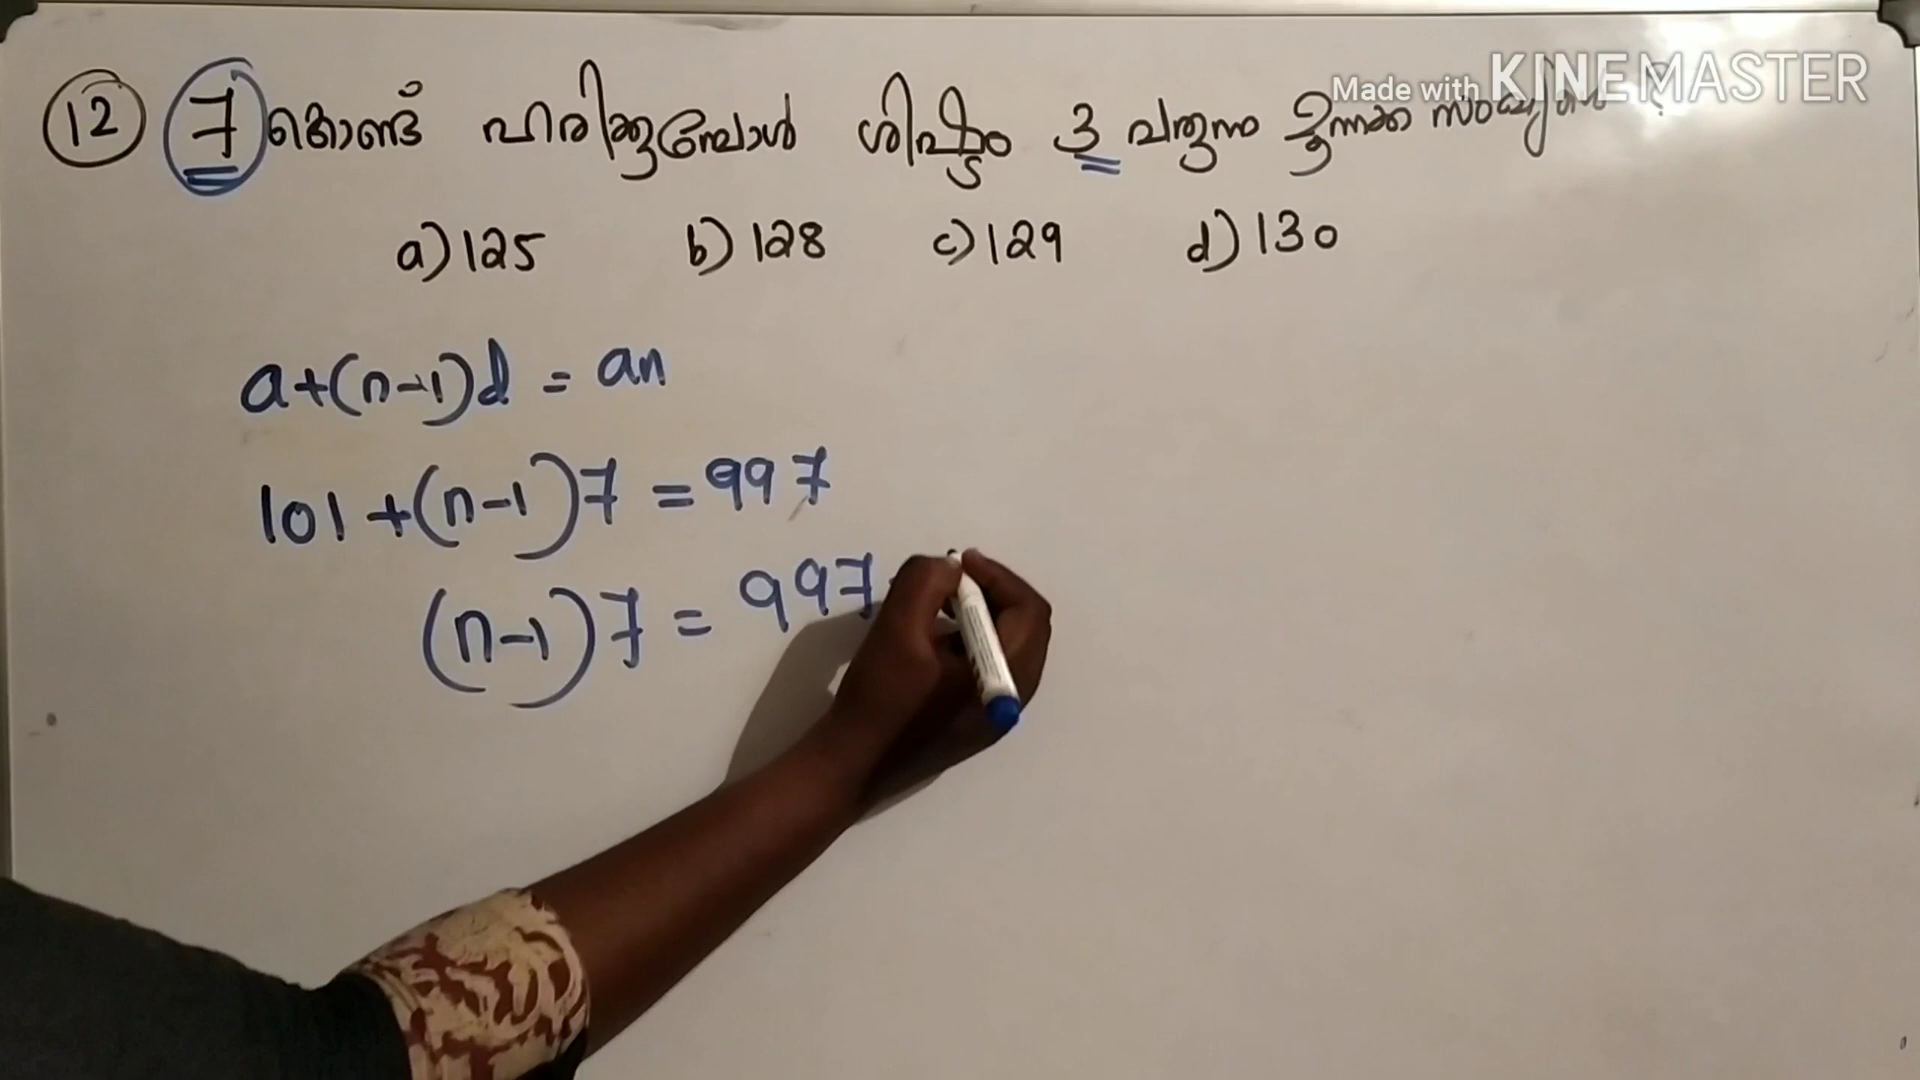 Made with KINEMASTER
12 7 കൊണ്ട് ഹരിക്കുമ്പോൾ ശിഷ്ടം 3 വരുന്ന മൂന്നക്ക സംഖ്യകൾ ?
a) 125 b) 128 c) 129 d) 130
a+(n-1)d = an
101+(n-1)7 = 997
(n-1)7 = 997